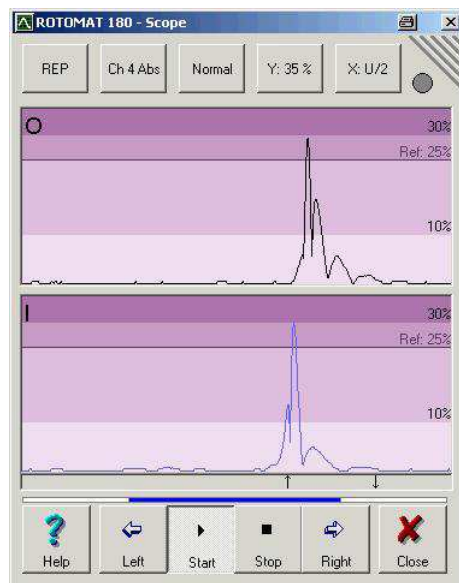 ROTOMAT 180 - Scope
REP Ch 4 Abs Normal Y: 35 % X: U/2
O
30%
Ref: 25%
10%
I
30%
Ref: 25%
10%
Help Left Start Stop Right Close